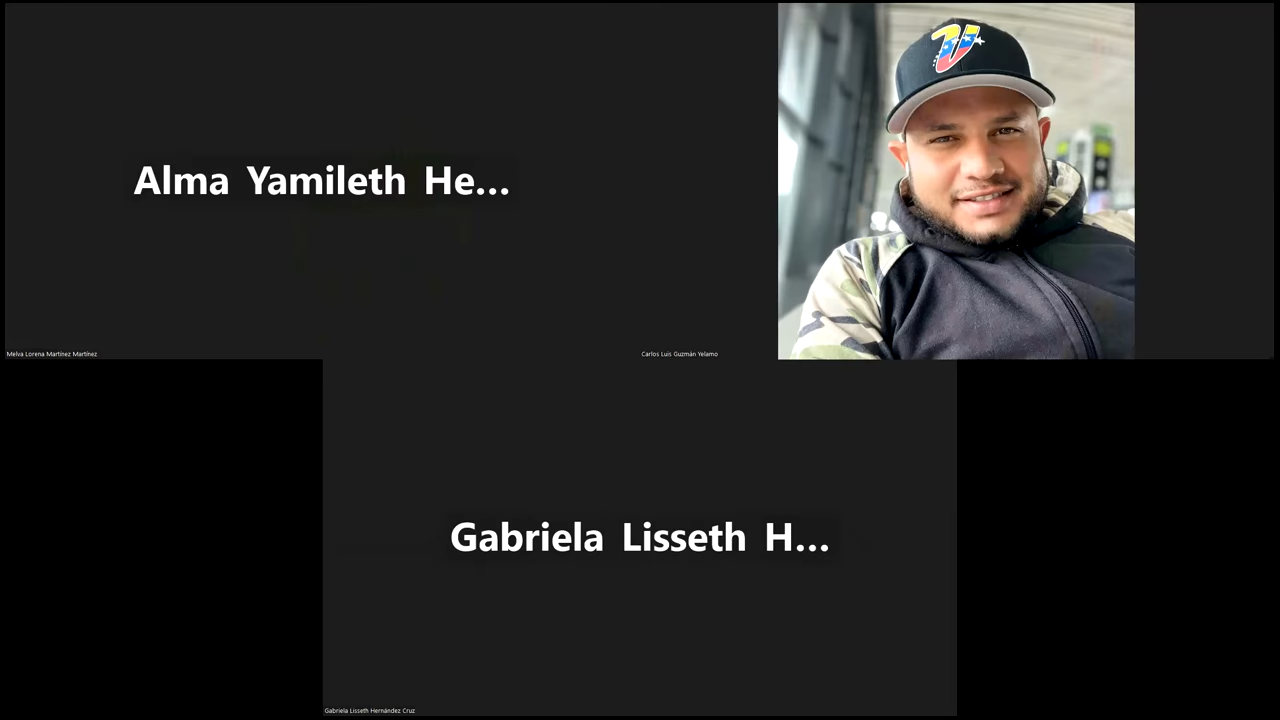 Alma Yamileth He...
Melva Lorena Martínez Martínez
V
Carlos Luis Guzmán Yelamo
Gabriela Lisseth H...
Gabriela Lisseth Hernández Cruz